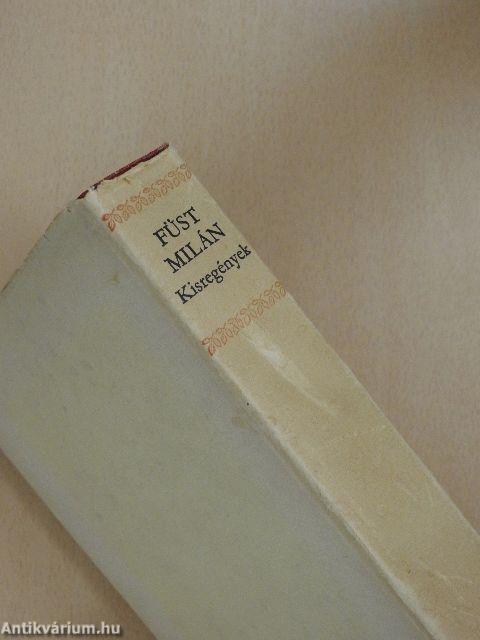 FÜST
MILÁN
Kisregények
Antikvárium.hu